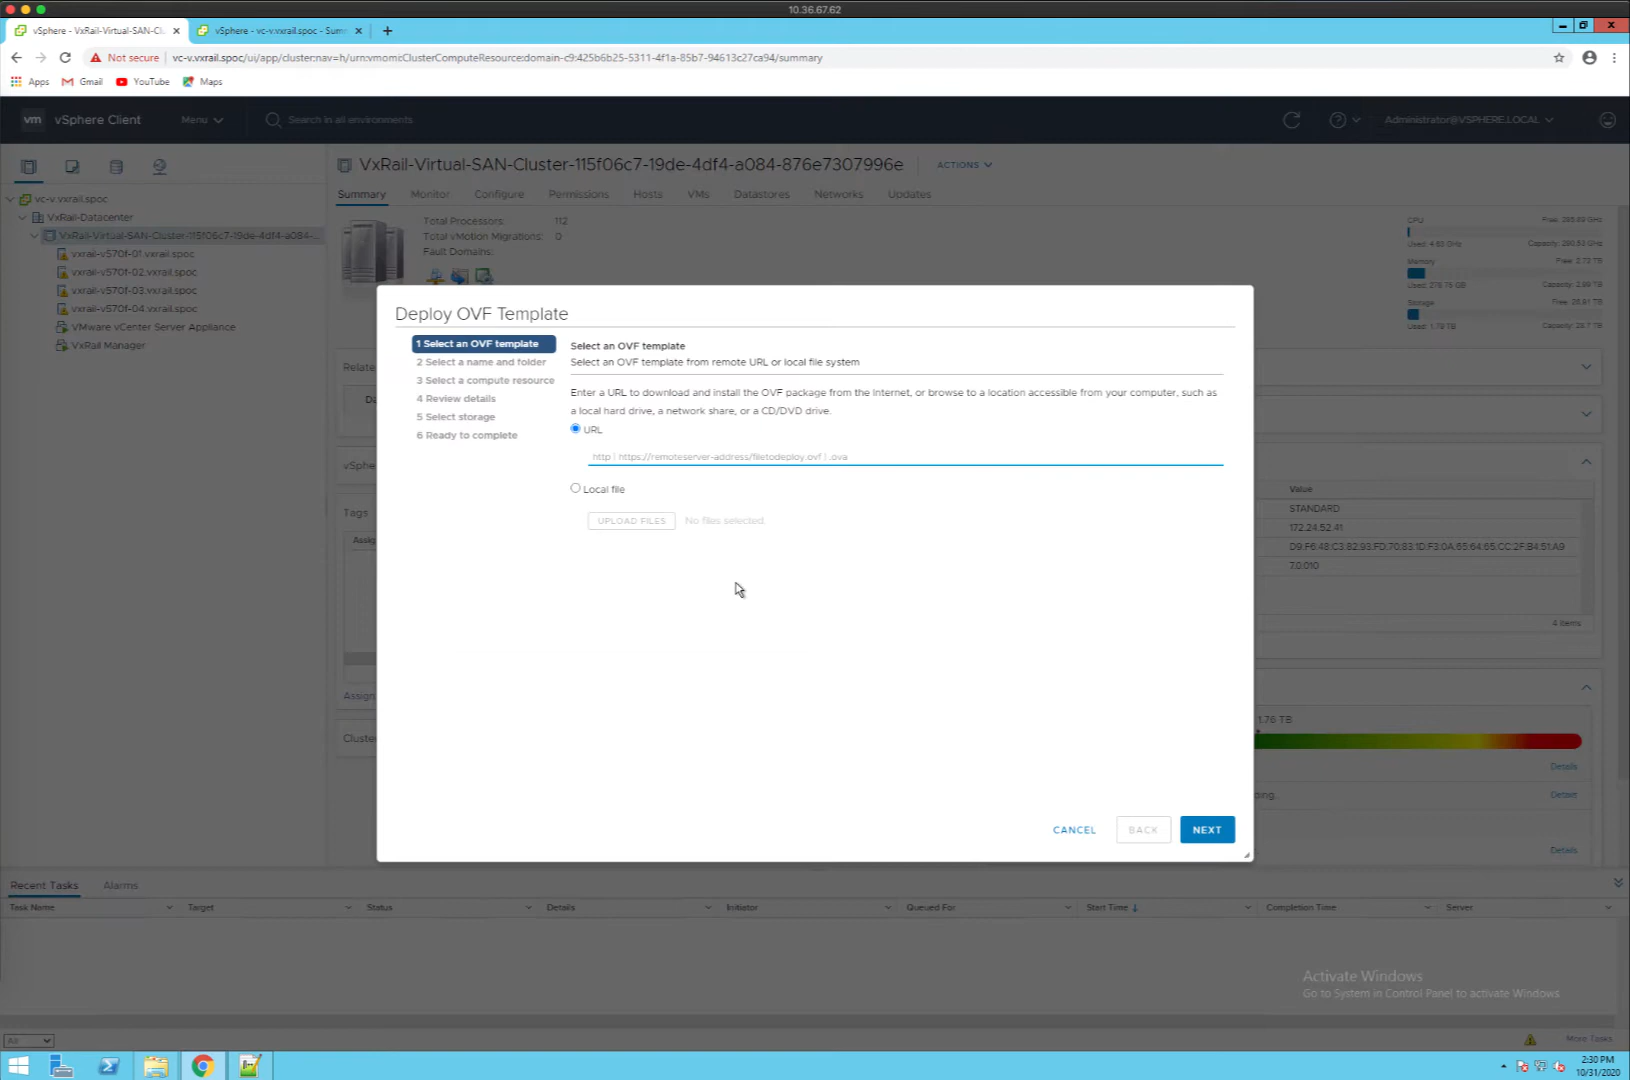 10.36.67.62
vSphere - VxRail-Virtual-SAN-Clu
vSphere - vc-v.vxrail.spoc - Sum
Not secure
vc-v.vxrail.spoc/ui/app/cluster;nav=h/urn:vmomi:ClusterComputeResource:domain-c9:425b6b25-5311-4f1a-85b7-94613c27ca94/summary
Apps
Gmail
YouTube
Maps
vm
vSphere Client
Menu
Search in all environments
Administrator@VSPHERE.LOCAL
VxRail-Virtual-SAN-Cluster-115f06c7-19de-4df4-a084-876e7307996e
ACTIONS
Summary
Monitor
Configure
Permissions
Hosts
VMs
Datastores
Networks
Updates
vc-v.vxrail.spoc
VxRail-Datacenter
VxRail-Virtual-SAN-Cluster-115f06c7-19de-4df4-a084-...
vxrail-v570f-01.vxrail.spoc
vxrail-v570f-02.vxrail.spoc
vxrail-v570f-03.vxrail.spoc
vxrail-v570f-04.vxrail.spoc
VMware vCenter Server Appliance
VxRail Manager
Total Processors: 112
Total vMotion Migrations: 0
Fault Domains:
CPU
Free: 285.89 GHz
Used: 4.63 GHz
Capacity: 290.53 GHz
Memory
Free: 2.73 TB
Used: 276.75 GB
Capacity: 2.99 TB
Storage
Free: 26.91 TB
Used: 1.79 TB
Capacity: 28.7 TB
Relate
Da
vSphe
Tags
Assig
Assign
Cluster
Deploy OVF Template
1 Select an OVF template
2 Select a name and folder
3 Select a compute resource
4 Review details
5 Select storage
6 Ready to complete
Select an OVF template
Select an OVF template from remote URL or local file system
Enter a URL to download and install the OVF package from the Internet, or browse to a location accessible from your computer, such as
a local hard drive, a network share, or a CD/DVD drive.
URL
http | https://remoteserver-address/filetodeploy.ovf | .ova
Local file
UPLOAD FILES
No files selected.
CANCEL
BACK
NEXT
Value
STANDARD
172.24.52.41
D9:F6:48:C3:82:93:FD:70:83:1D:F3:0A:65:64:65:CC:2F:B4:51:A9
7.0.010
4 items
1.76 TB
Details
ding.
Details
Details
Recent Tasks
Alarms
Task Name
Target
Status
Details
Initiator
Queued For
Start Time
Completion Time
Server
Activate Windows
Go to System in Control Panel to activate Windows.
All
More Tasks
2:30 PM
10/31/2020